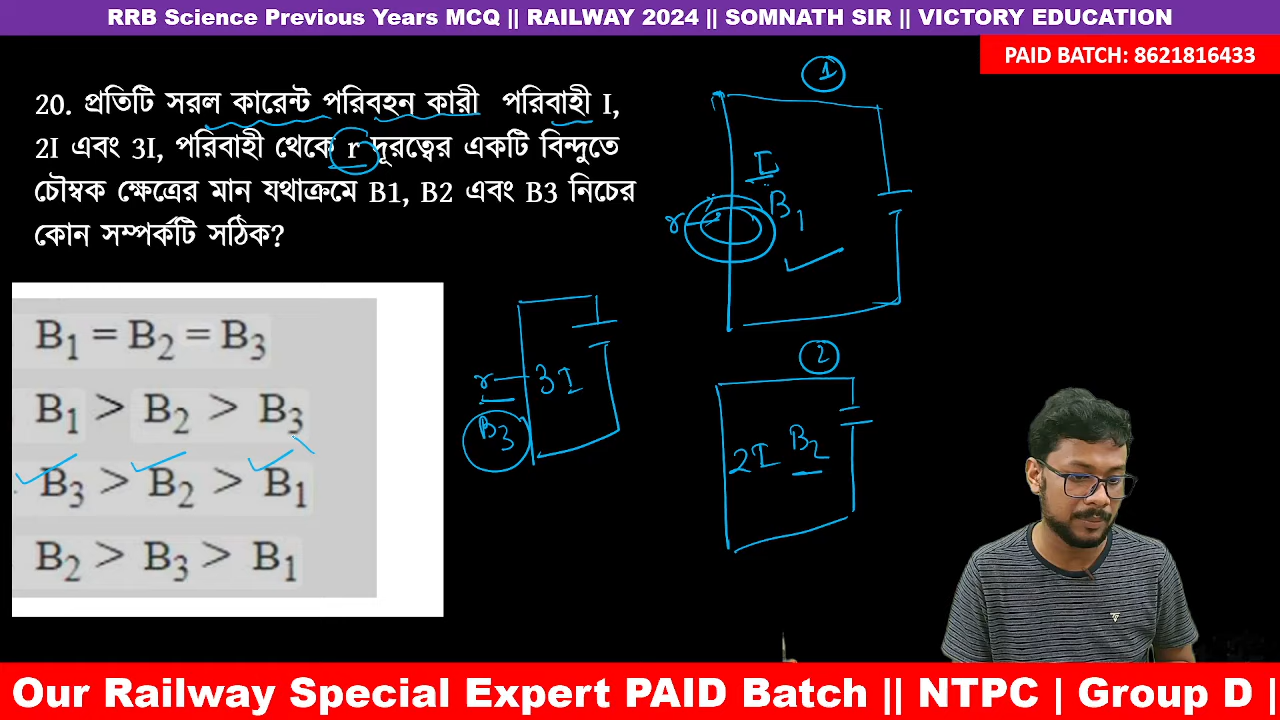 RRB Science Previous Years MCQ || RAILWAY 2024 || SOMNATH SIR || VICTORY EDUCATION
PAID BATCH: 8621816433
20. প্রতিটি সরল কারেন্ট পরিবহন কারী পরিবাহী I,
2I এবং 3I, পরিবাহী থেকে r দূরত্বের একটি বিন্দুতে
চৌম্বক ক্ষেত্রের মান যথাক্রমে B1, B2 এবং B3 নিচের
কোন সম্পর্কটি সঠিক?
B₁ = B₂ = B₃
B₁ > B₂ > B₃
B₃ > B₂ > B₁
B₂ > B₃ > B₁
1
I
r
B₁
r
3I
B₃
2
2I B₂
Our Railway Special Expert PAID Batch || NTPC | Group D |